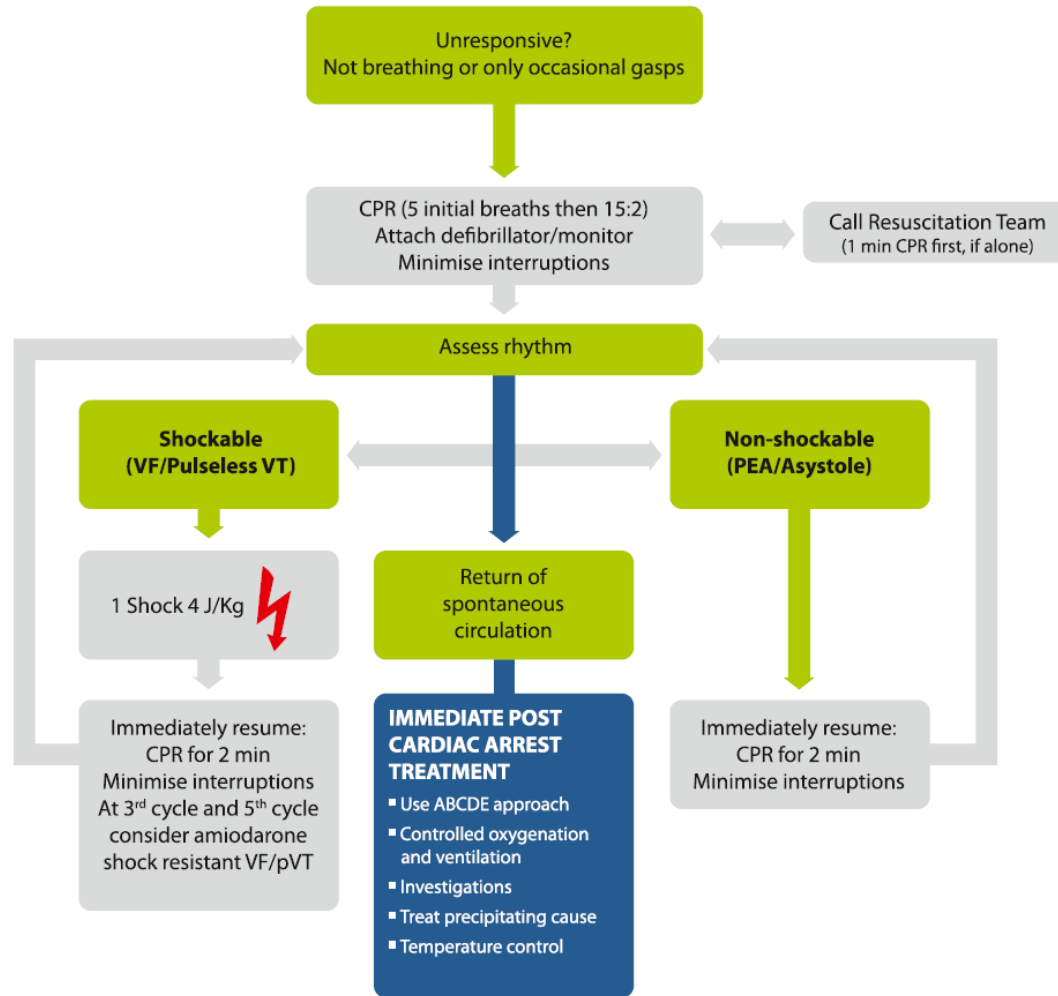 Unresponsive?
Not breathing or only occasional gasps
CPR (5 initial breaths then 15:2)
Attach defibrillator/monitor
Minimise interruptions
Call Resuscitation Team
(1 min CPR first, if alone)
Assess rhythm
Shockable
(VF/Pulseless VT)
Non-shockable
(PEA/Asystole)
1 Shock 4 J/Kg
Return of
spontaneous
circulation
Immediately resume:
CPR for 2 min
Minimise interruptions
At 3rd cycle and 5th cycle
consider amiodarone
shock resistant VF/pVT
IMMEDIATE POST
CARDIAC ARREST
TREATMENT
▪ Use ABCDE approach
▪ Controlled oxygenation
and ventilation
▪ Investigations
▪ Treat precipitating cause
▪ Temperature control
Immediately resume:
CPR for 2 min
Minimise interruptions